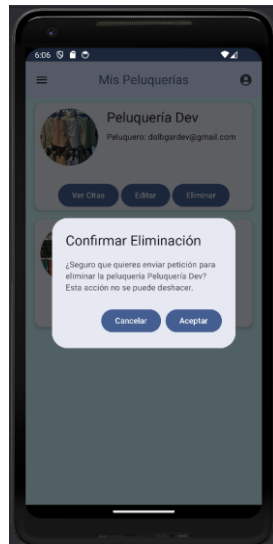 6:06
Mis Peluquerías
Peluquería Dev
Peluquero: dalbgardev@gmail.com
Ver Citas Editar Eliminar
Confirmar Eliminación
¿Seguro que quieres enviar petición para
eliminar la peluquería Peluquería Dev?
Esta acción no se puede deshacer.
Cancelar Aceptar